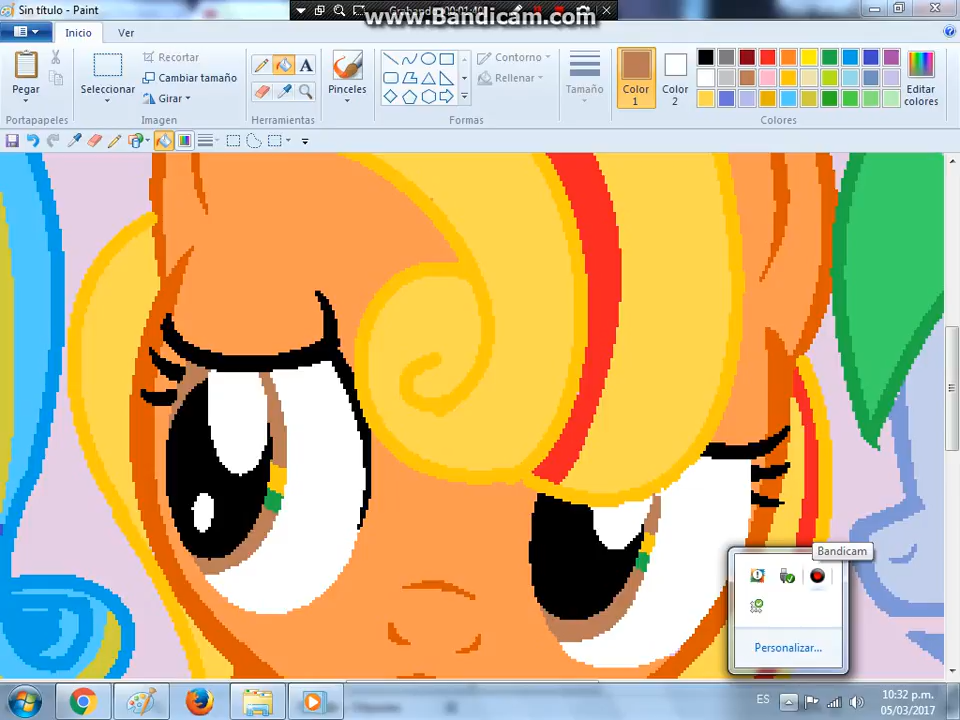 Sin título - Paint
www.Bandicam.com
Inicio
Ver
Pegar
Portapapeles
Seleccionar
Recortar
Cambiar tamaño
Girar
Imagen
A
Herramientas
Pinceles
Contorno
Rellenar
Formas
Tamaño
Color 1
Color 2
Editar colores
Colores
Bandicam
Personalizar...
ES
10:32 p.m.
05/03/2017